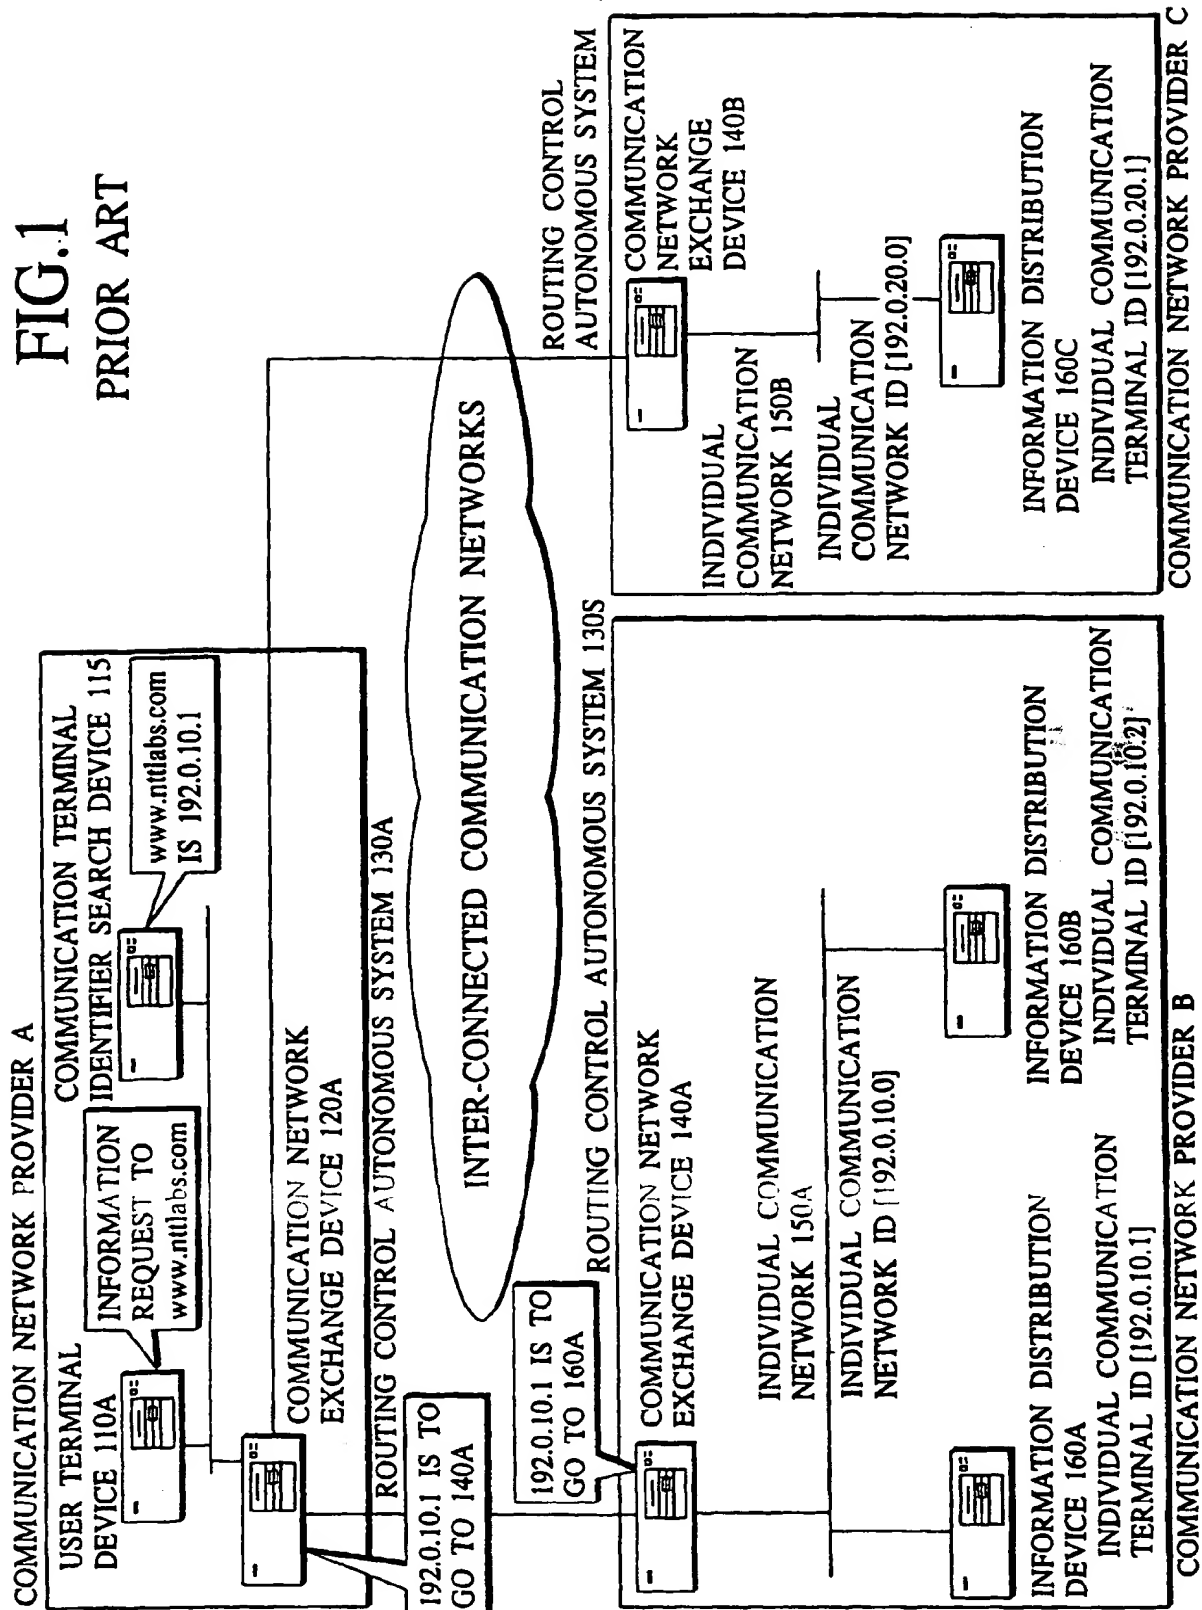 FIG.1
PRIOR ART
COMMUNICATION NETWORK PROVIDER A
USER TERMINAL
DEVICE 110A
INFORMATION
REQUEST TO
www.nttlabs.com
COMMUNICATION TERMINAL
IDENTIFIER SEARCH DEVICE 115
www.nttlabs.com
IS 192.0.10.1
COMMUNICATION NETWORK
EXCHANGE DEVICE 120A
ROUTING CONTROL AUTONOMOUS SYSTEM 130A
192.0.10.1 IS TO
GO TO 140A
INTER-CONNECTED COMMUNICATION NETWORKS
192.0.10.1 IS TO
GO TO 160A
ROUTING CONTROL AUTONOMOUS SYSTEM 130S
COMMUNICATION NETWORK
EXCHANGE DEVICE 140A
INDIVIDUAL COMMUNICATION
NETWORK 150A
INDIVIDUAL COMMUNICATION
NETWORK ID [192.0.10.0]
INFORMATION DISTRIBUTION
DEVICE 160A
INDIVIDUAL COMMUNICATION
TERMINAL ID [192.0.10.1]
INFORMATION DISTRIBUTION
DEVICE 160B
INDIVIDUAL COMMUNICATION
TERMINAL ID [192.0.10.2]
COMMUNICATION NETWORK PROVIDER B
ROUTING CONTROL
AUTONOMOUS SYSTEM
COMMUNICATION
NETWORK
EXCHANGE
DEVICE 140B
INDIVIDUAL
COMMUNICATION
NETWORK 150B
INDIVIDUAL
COMMUNICATION
NETWORK ID [192.0.20.0]
INFORMATION DISTRIBUTION
DEVICE 160C
INDIVIDUAL COMMUNICATION
TERMINAL ID [192.0.20.1]
COMMUNICATION NETWORK PROVIDER C